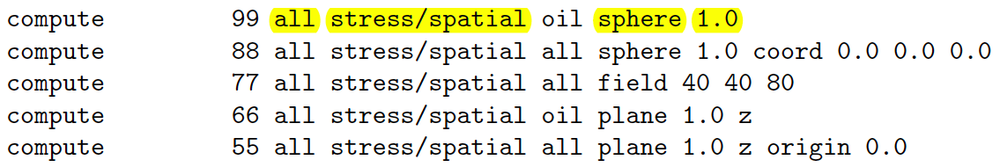 compute 99 all stress/spatial oil sphere 1.0
compute 88 all stress/spatial all sphere 1.0 coord 0.0 0.0 0.0
compute 77 all stress/spatial all field 40 40 80
compute 66 all stress/spatial oil plane 1.0 z
compute 55 all stress/spatial all plane 1.0 z origin 0.0